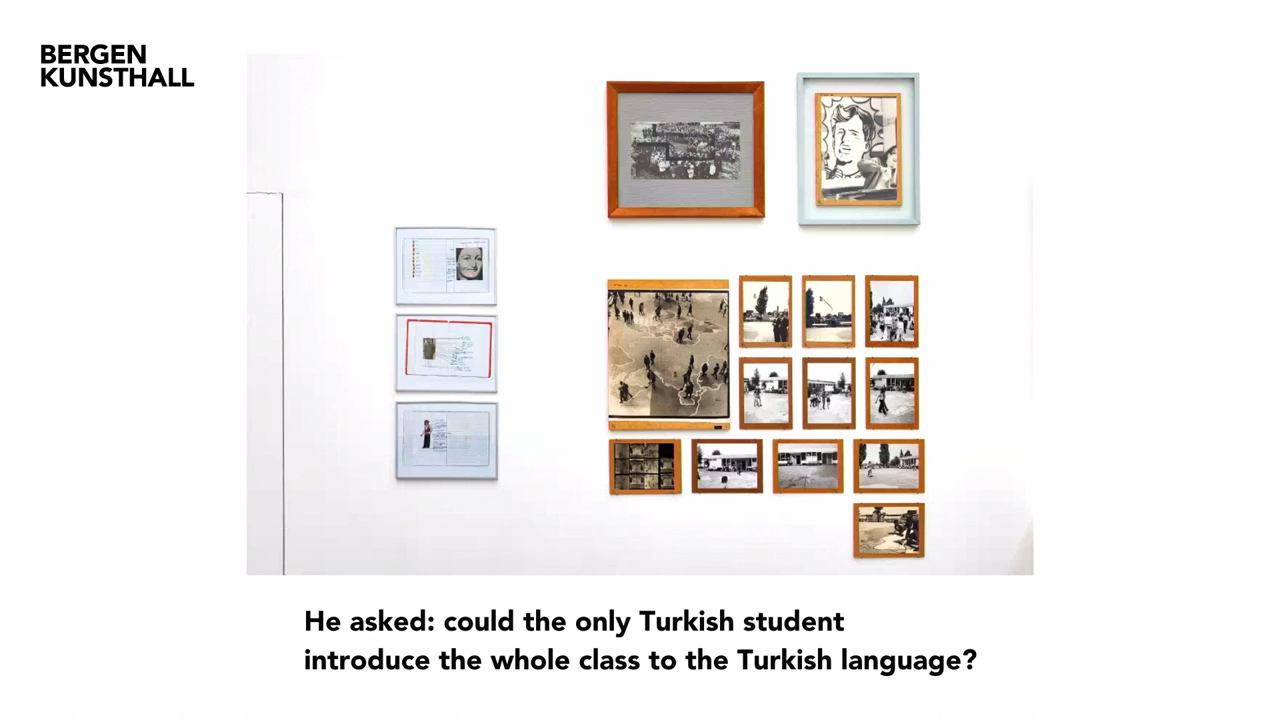 BERGEN
KUNSTHALL
He asked: could the only Turkish student
introduce the whole class to the Turkish language?